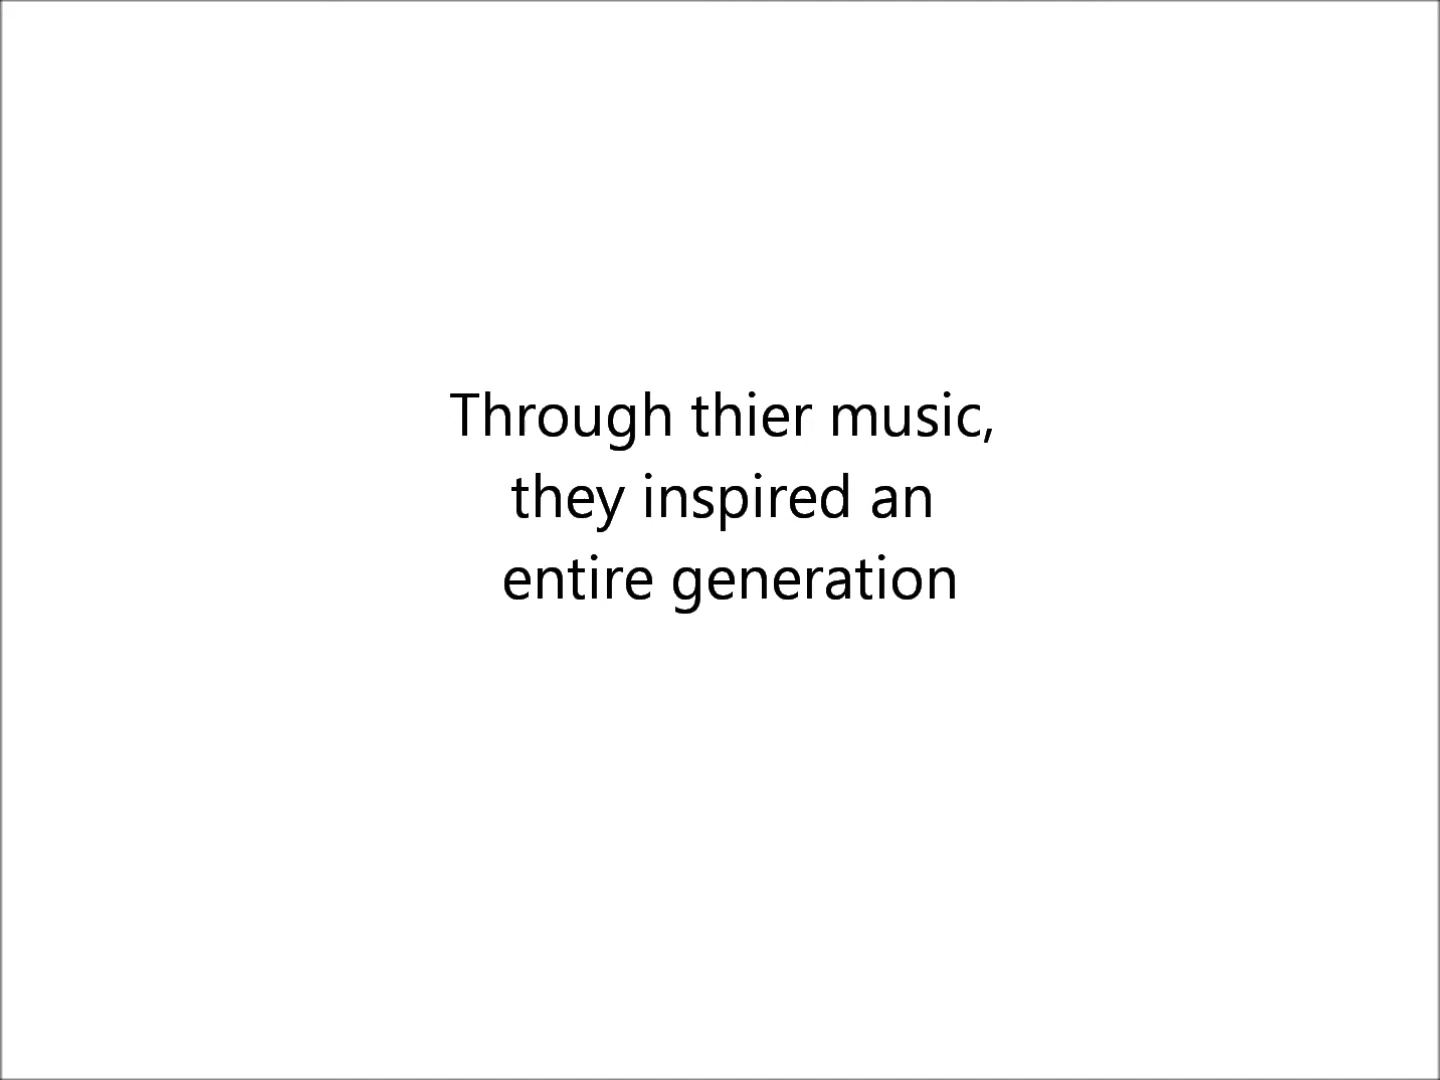 Through thier music,
they inspired an
entire generation